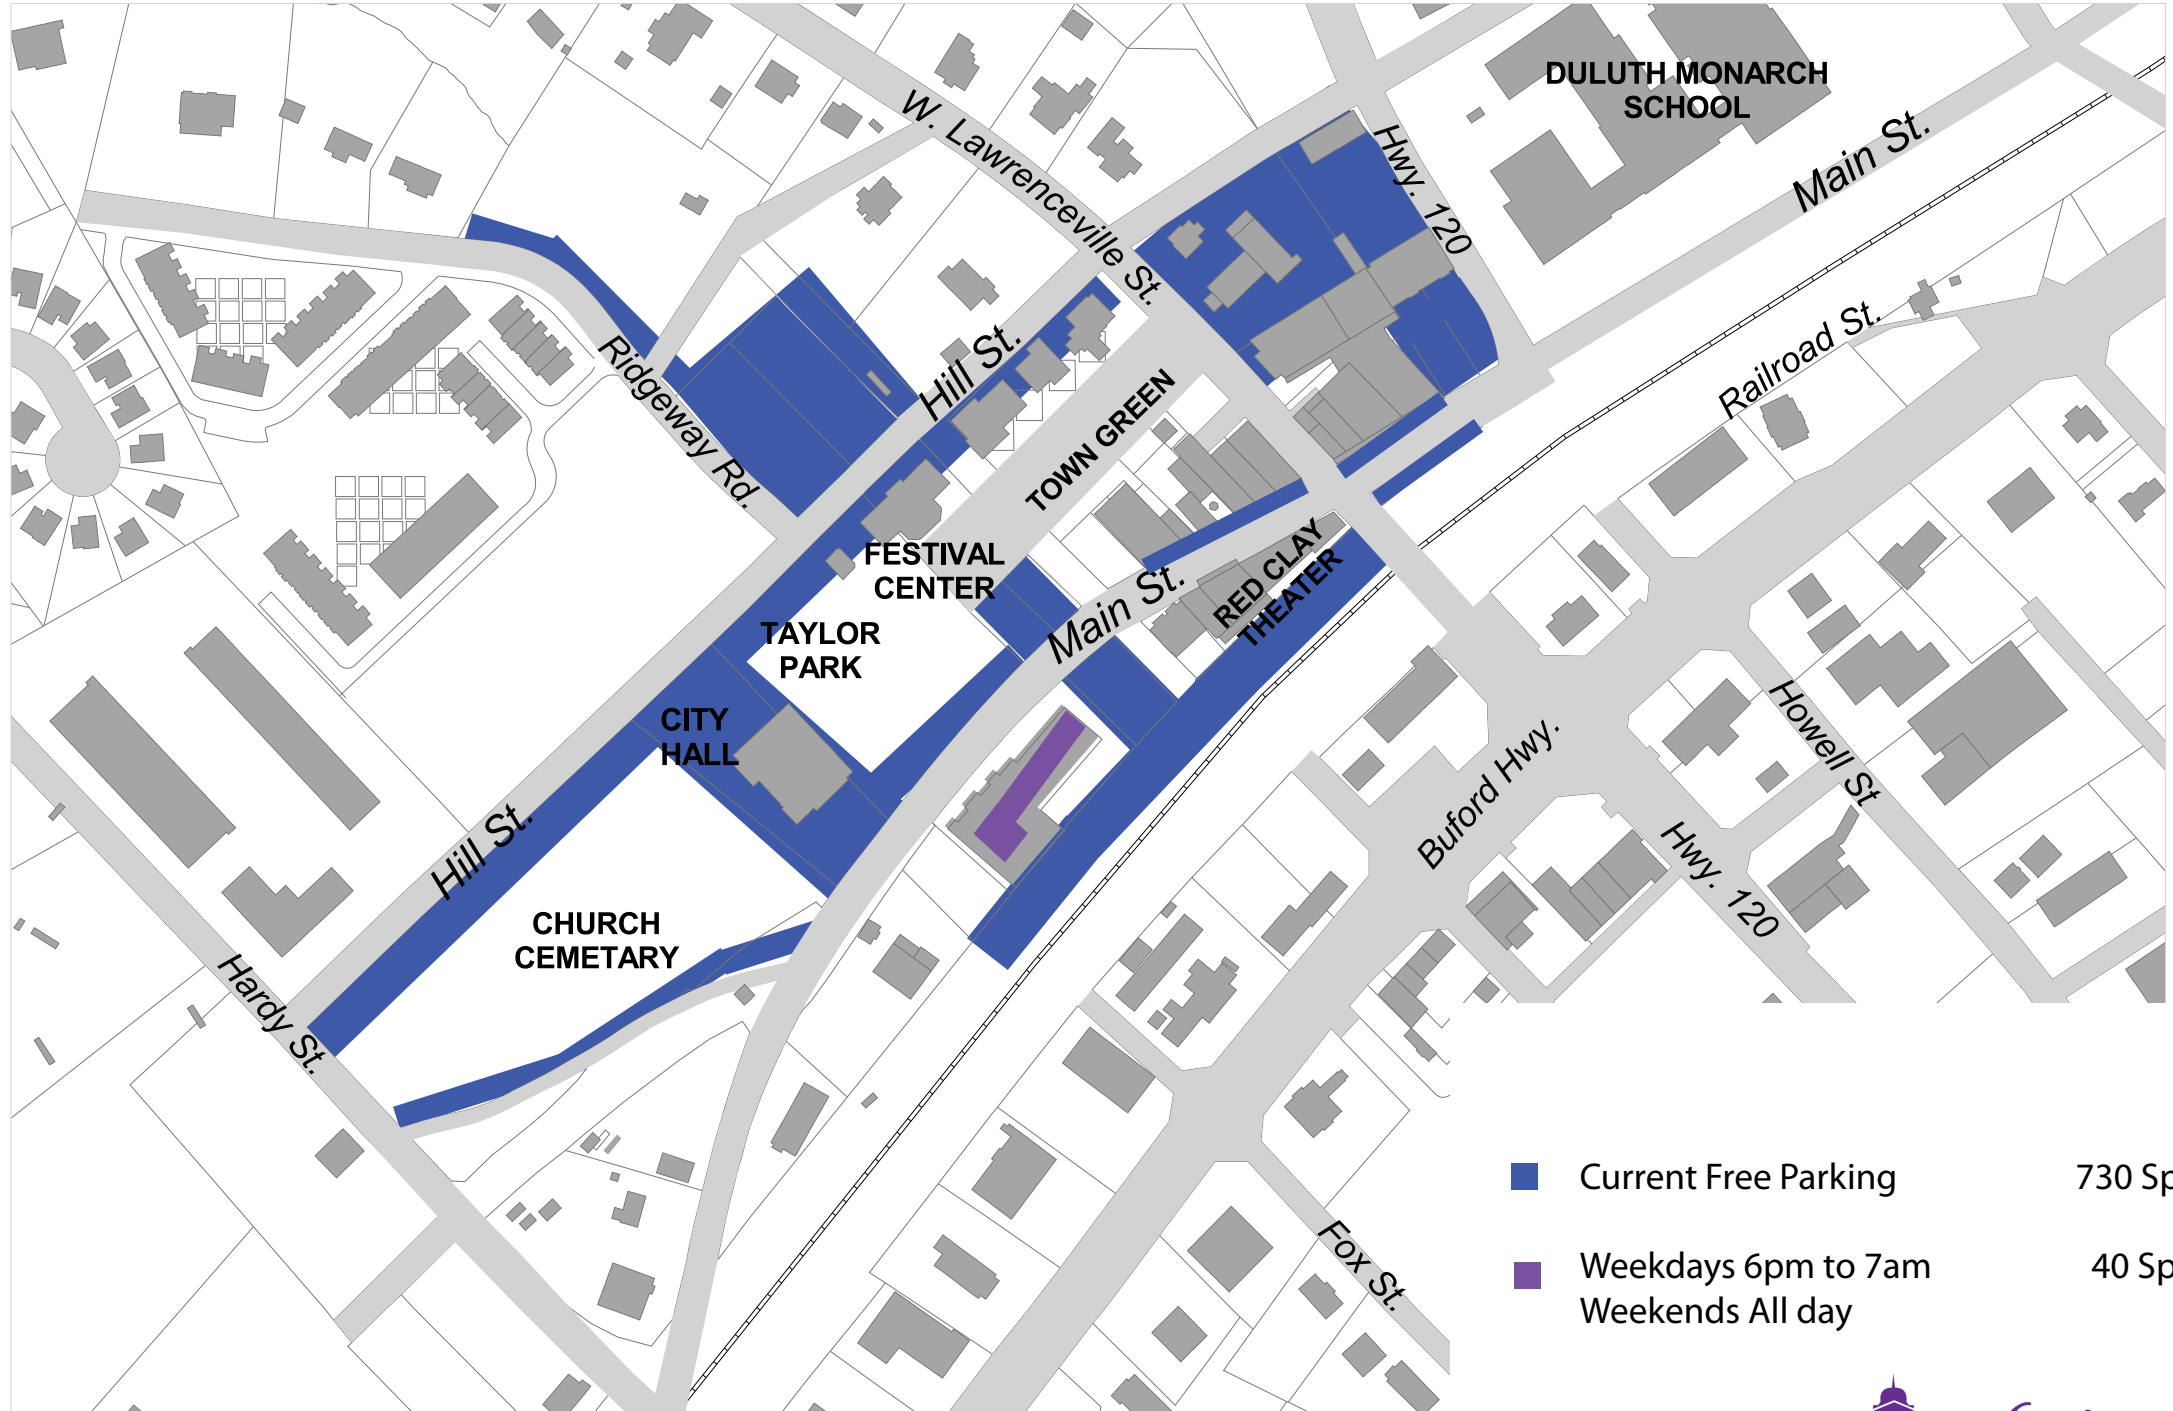 DULUTH MONARCH
SCHOOL
W. Lawrenceville St.
Hwy. 120
Main St.
Railroad St.
Hill St.
Ridgeway Rd.
TOWN GREEN
FESTIVAL
CENTER
RED CLAY
THEATER
Main St.
TAYLOR
PARK
CITY
HALL
Howell St
Buford Hwy.
Hill St.
Hwy. 120
CHURCH
CEMETARY
Hardy St.
Fox St.
Current Free Parking 730 Sp
Weekdays 6pm to 7am 40 Sp
Weekends All day